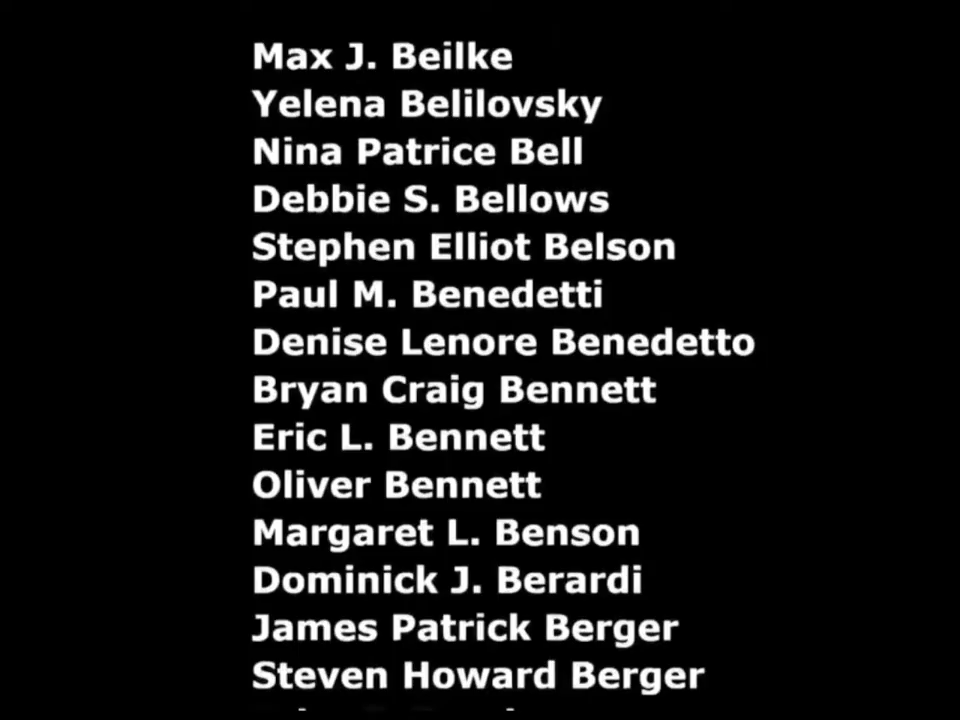 Max J. Beilke
Yelena Belilovsky
Nina Patrice Bell
Debbie S. Bellows
Stephen Elliot Belson
Paul M. Benedetti
Denise Lenore Benedetto
Bryan Craig Bennett
Eric L. Bennett
Oliver Bennett
Margaret L. Benson
Dominick J. Berardi
James Patrick Berger
Steven Howard Berger